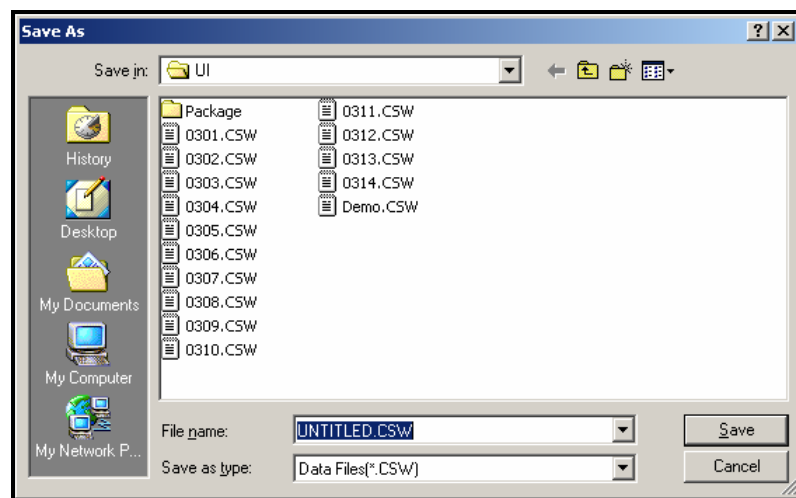 Save As
Save in: UI
History
Desktop
My Documents
My Computer
My Network P...
Package
0301.CSW
0302.CSW
0303.CSW
0304.CSW
0305.CSW
0306.CSW
0307.CSW
0308.CSW
0309.CSW
0310.CSW
0311.CSW
0312.CSW
0313.CSW
0314.CSW
Demo.CSW
File name: UNTITLED.CSW Save
Save as type: Data Files(*.CSW) Cancel